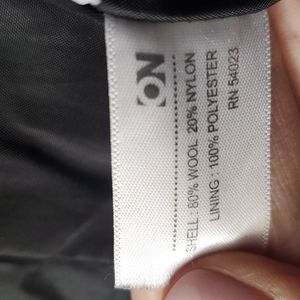 ON
SHELL : 80% WOOL 20% NYLON
LINING : 100% POLYESTER
RN 54023